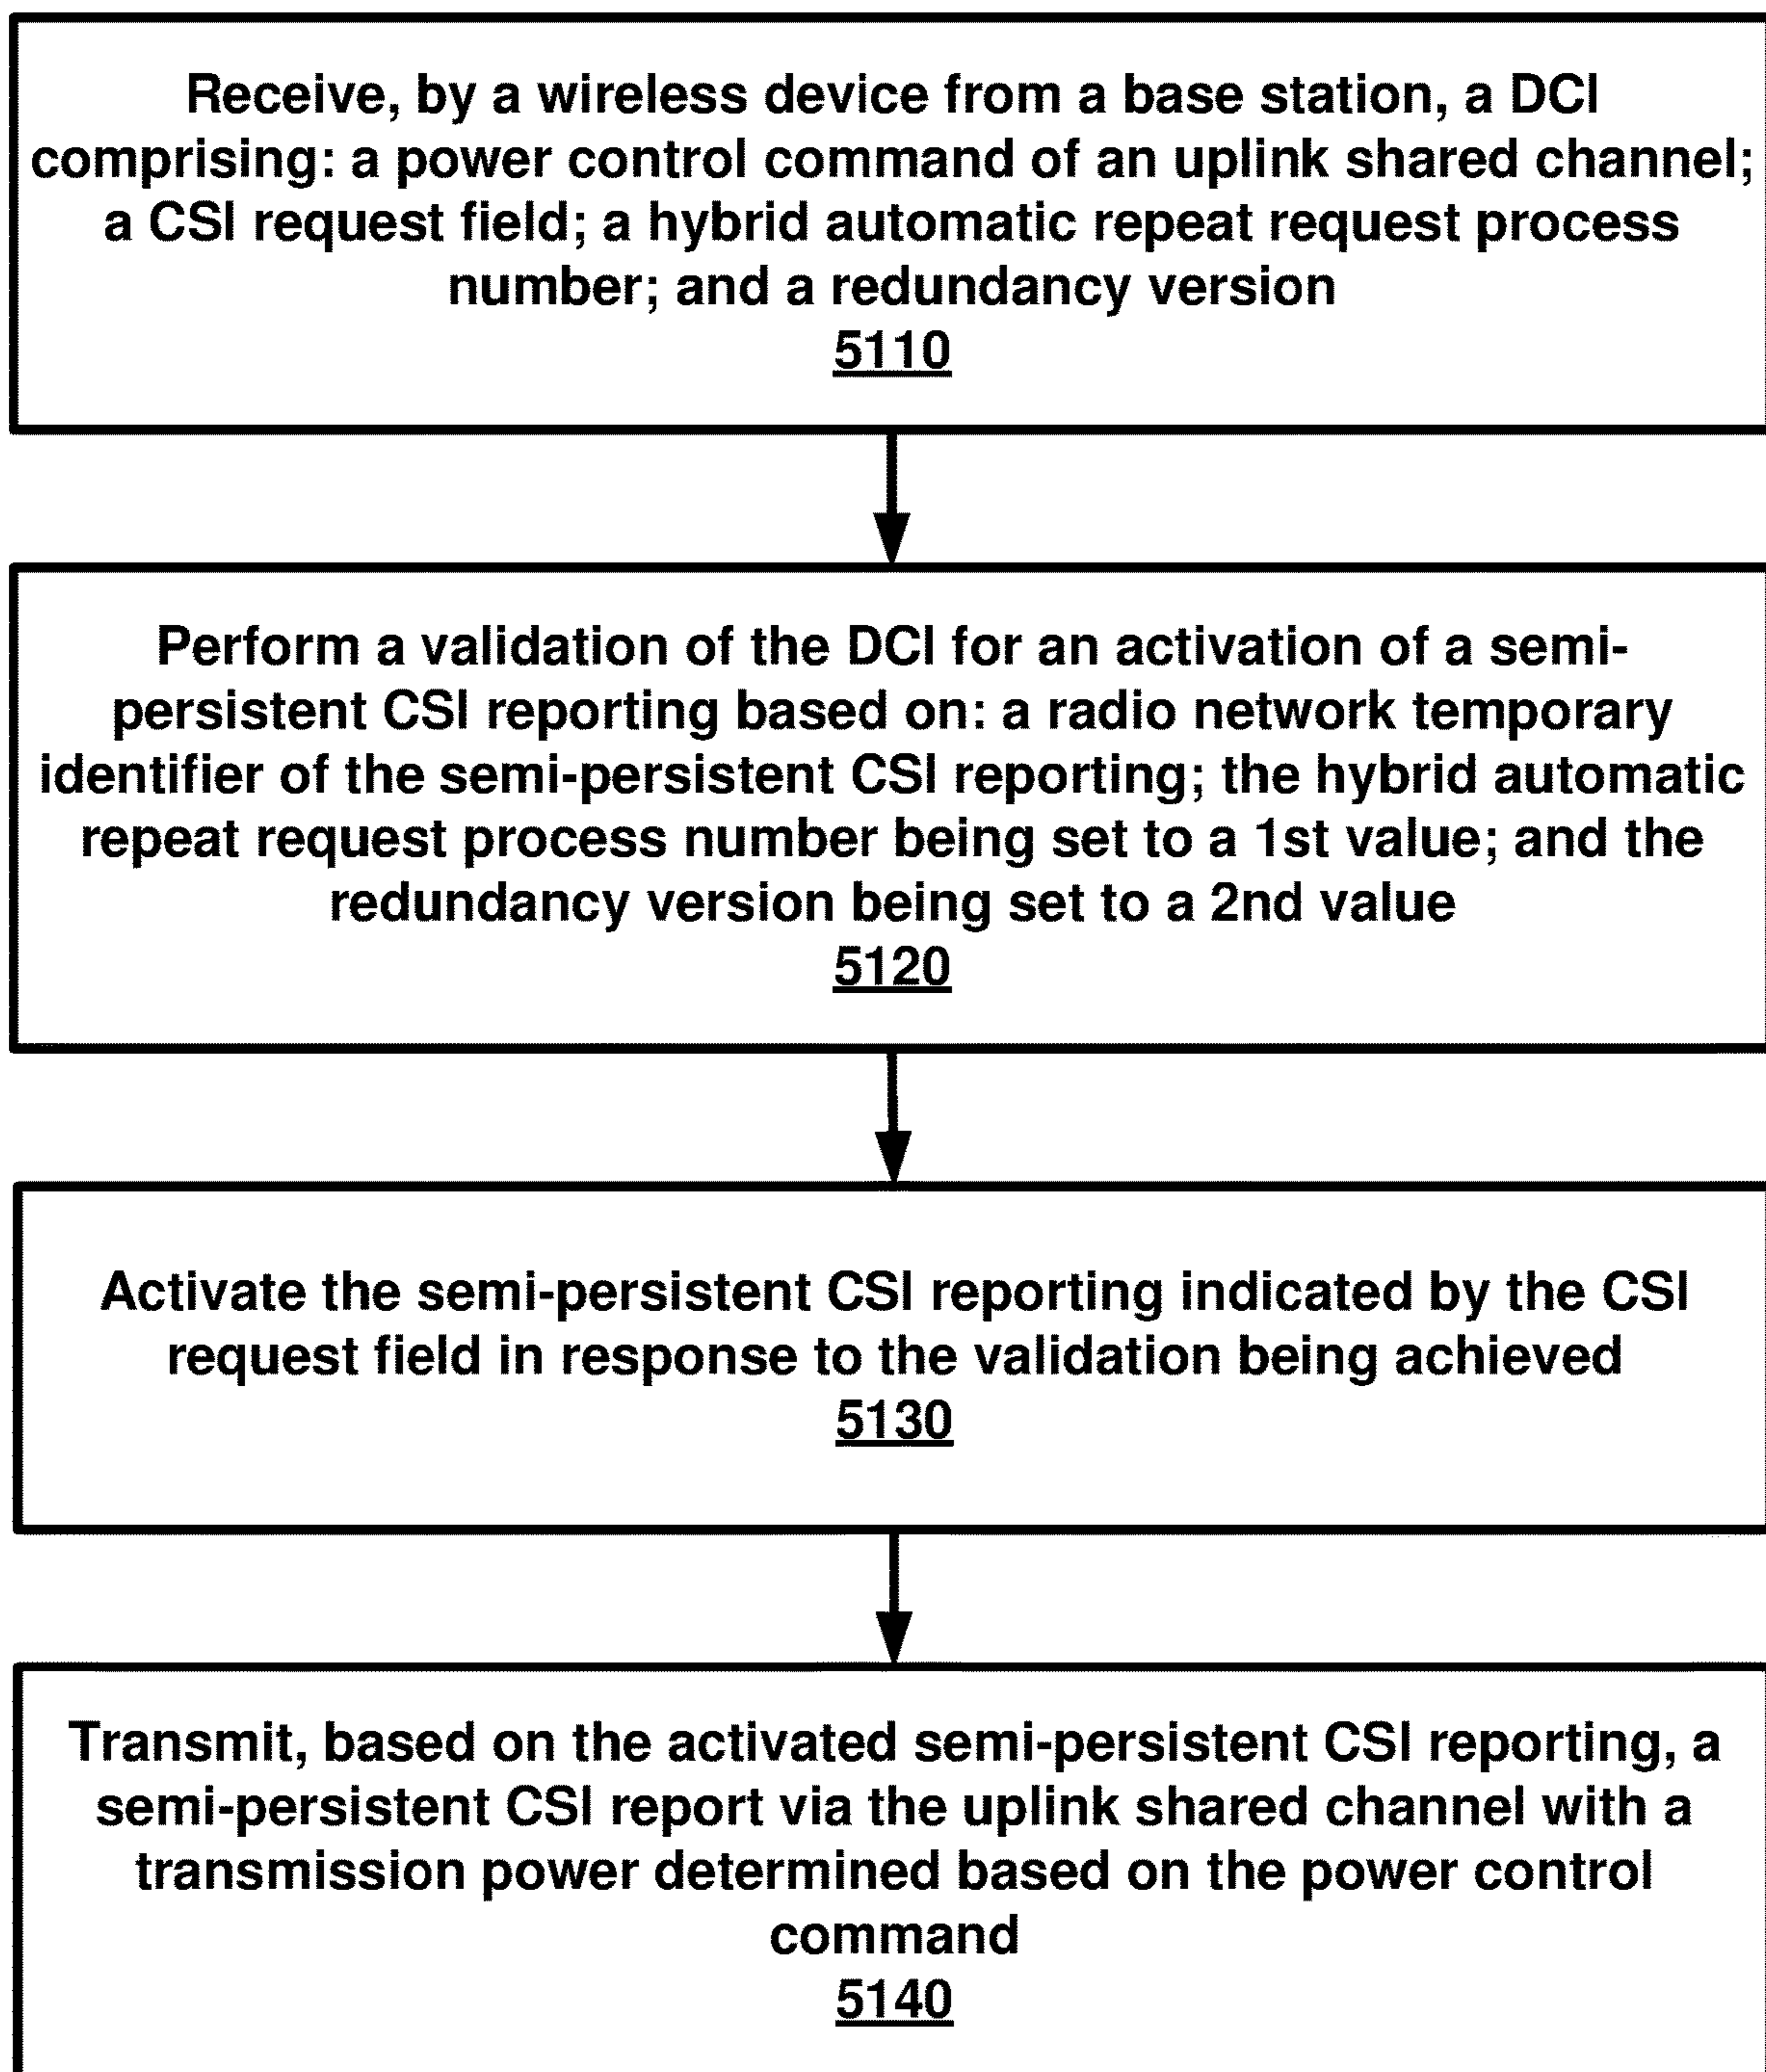 Receive, by a wireless device from a base station, a DCI
comprising: a power control command of an uplink shared channel;
a CSI request field; a hybrid automatic repeat request process
number; and a redundancy version
5110
Perform a validation of the DCI for an activation of a semi-
persistent CSI reporting based on: a radio network temporary
identifier of the semi-persistent CSI reporting; the hybrid automatic
repeat request process number being set to a 1st value; and the
redundancy version being set to a 2nd value
5120
Activate the semi-persistent CSI reporting indicated by the CSI
request field in response to the validation being achieved
5130
Transmit, based on the activated semi-persistent CSI reporting, a
semi-persistent CSI report via the uplink shared channel with a
transmission power determined based on the power control
command
5140